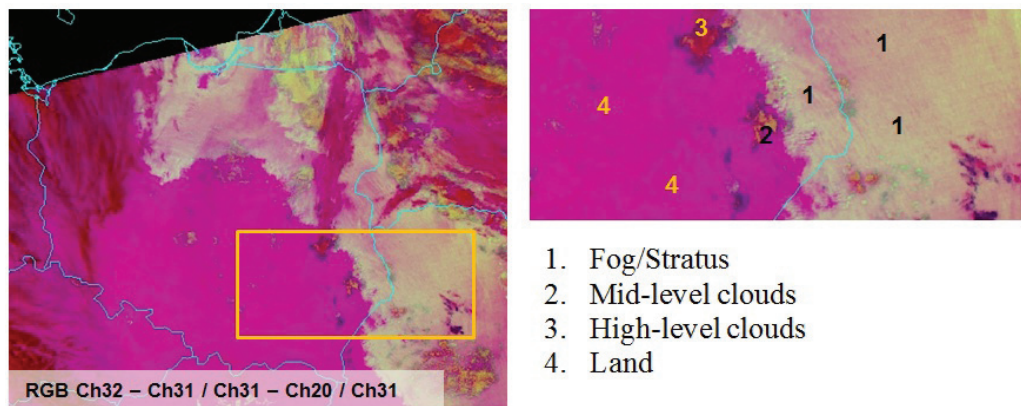 RGB Ch32 – Ch31 / Ch31 – Ch20 / Ch31
3
1
1
4
2
1
4
1. Fog/Stratus
2. Mid-level clouds
3. High-level clouds
4. Land